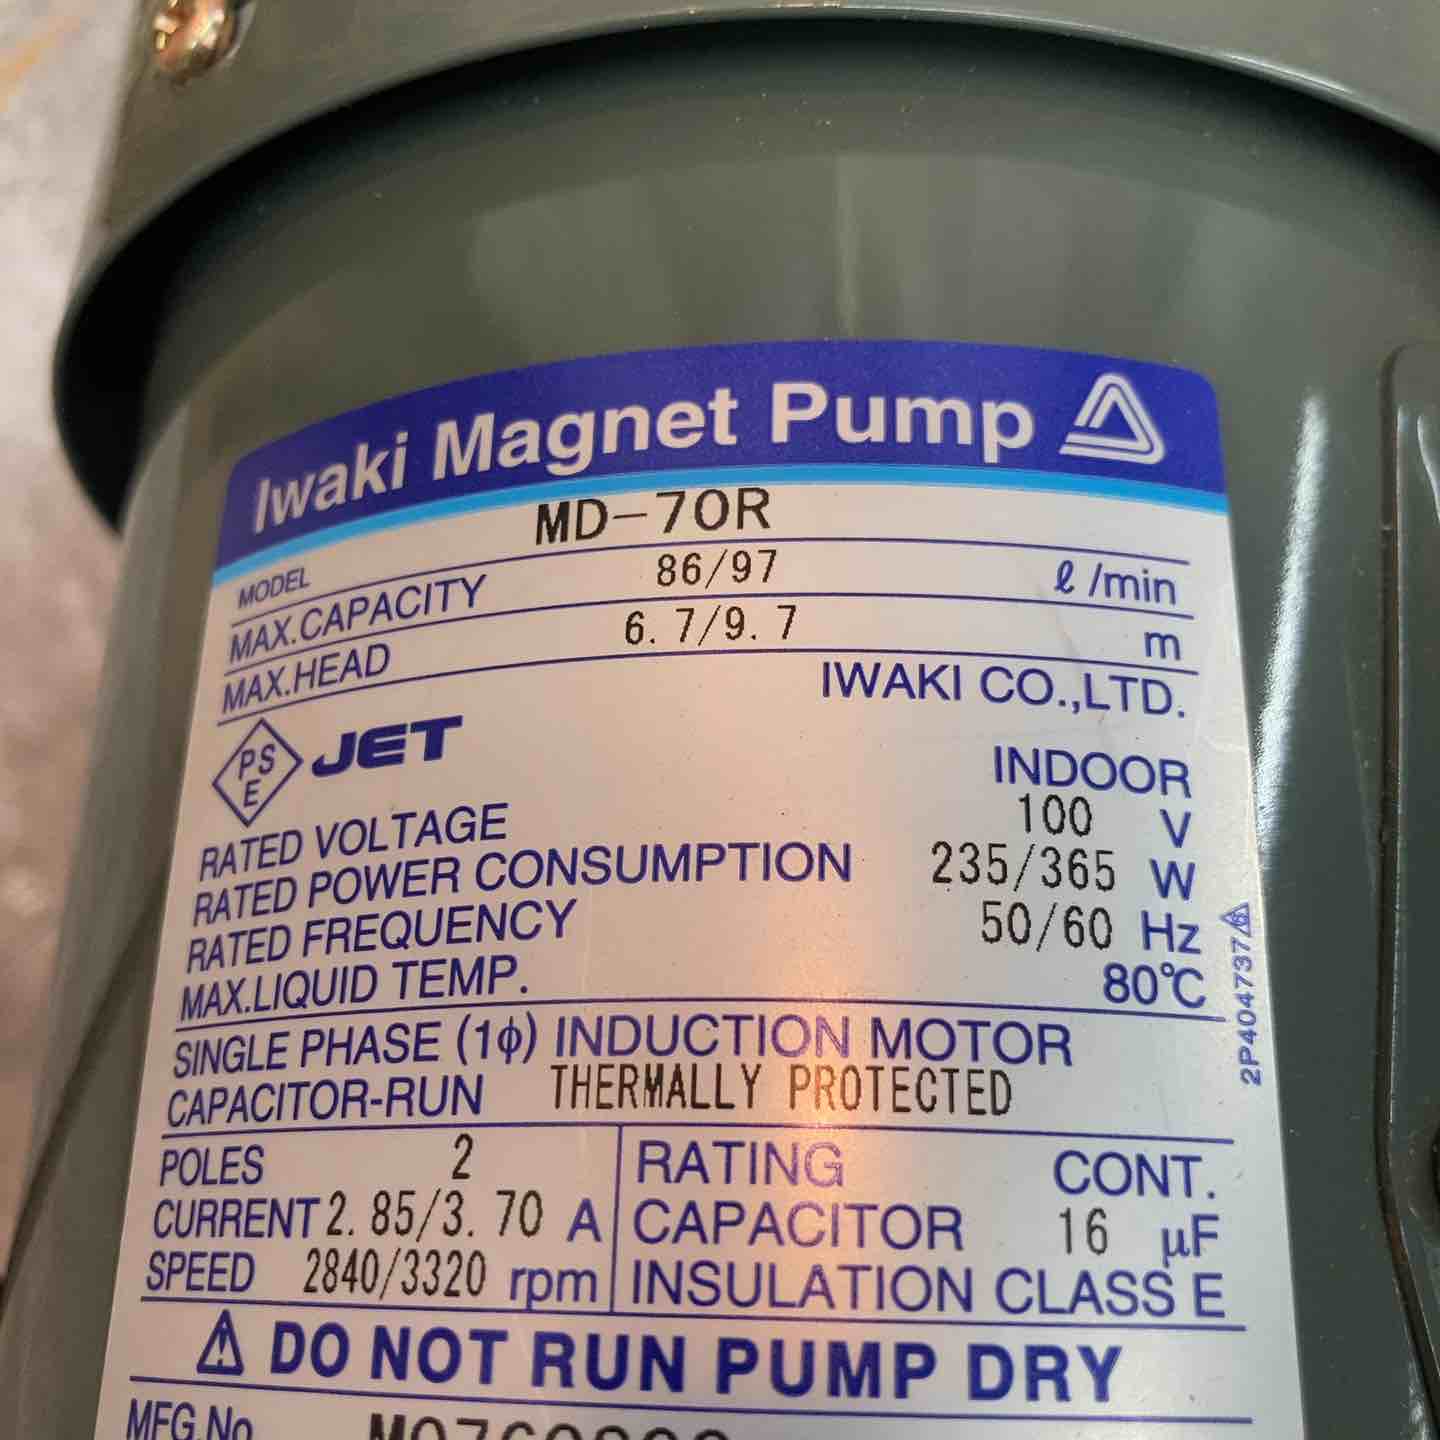 Iwaki Magnet Pump
MODEL MD-70R
MAX.CAPACITY 86/97 ℓ/min
MAX.HEAD 6.7/9.7 m
IWAKI CO.,LTD.
PSE JET
INDOOR
RATED VOLTAGE 100 V
RATED POWER CONSUMPTION 235/365 W
RATED FREQUENCY 50/60 Hz
MAX.LIQUID TEMP. 80℃
2P404737
SINGLE PHASE (1ϕ) INDUCTION MOTOR
CAPACITOR-RUN THERMALLY PROTECTED
POLES 2 RATING CONT.
CURRENT 2.85/3.70 A CAPACITOR 16 μF
SPEED 2840/3320 rpm INSULATION CLASS E
DO NOT RUN PUMP DRY
MFG.No